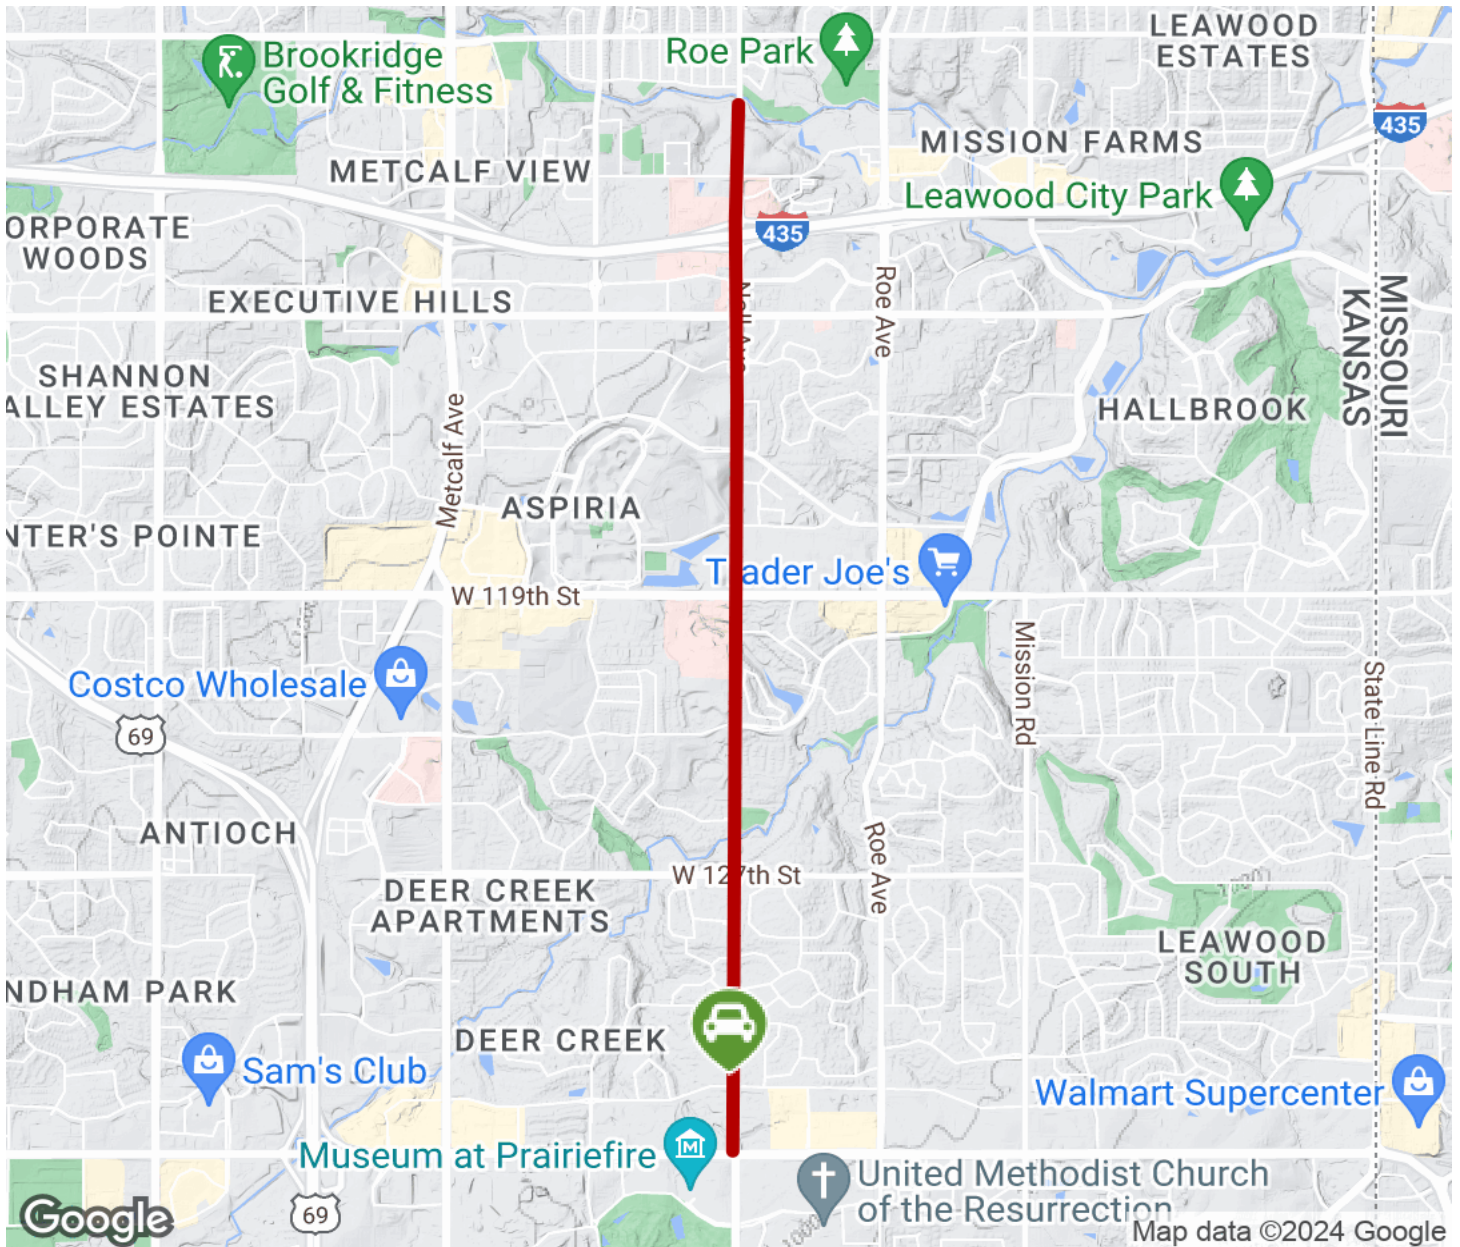 LEAWOOD
ESTATES
Roe Park
Brookridge
Golf & Fitness
435
MISSION FARMS
METCALF VIEW
Leawood City Park
ORPORATE
WOODS
435
EXECUTIVE HILLS
Roe Ave
MISSOURI
KANSAS
SHANNON
ALLEY ESTATES
HALLBROOK
Metcalf Ave
ASPIRIA
NTER'S POINTE
Trader Joe's
W 119th St
Mission Rd
Costco Wholesale
State Line Rd
69
ANTIOCH
Roe Ave
W 127th St
DEER CREEK
APARTMENTS
LEAWOOD
SOUTH
NDHAM PARK
DEER CREEK
Sam's Club
Walmart Supercenter
Museum at Prairiefire
M
United Methodist Church
of the Resurrection
69
Google
Map data ©2024 Google